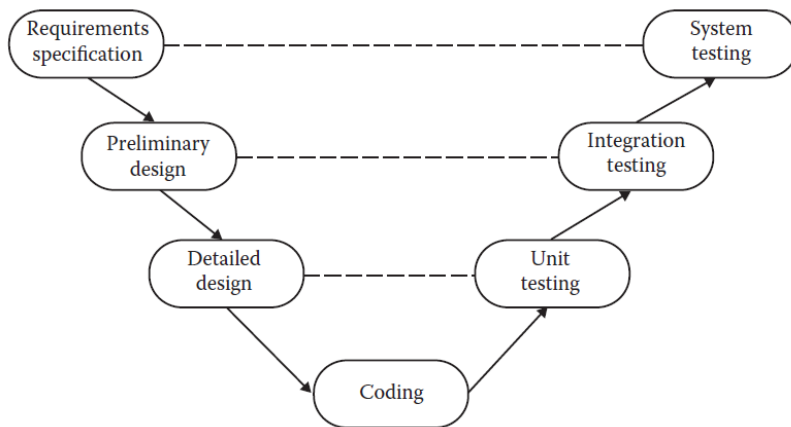 Requirements
specification
System
testing
Preliminary
design
Integration
testing
Detailed
design
Unit
testing
Coding